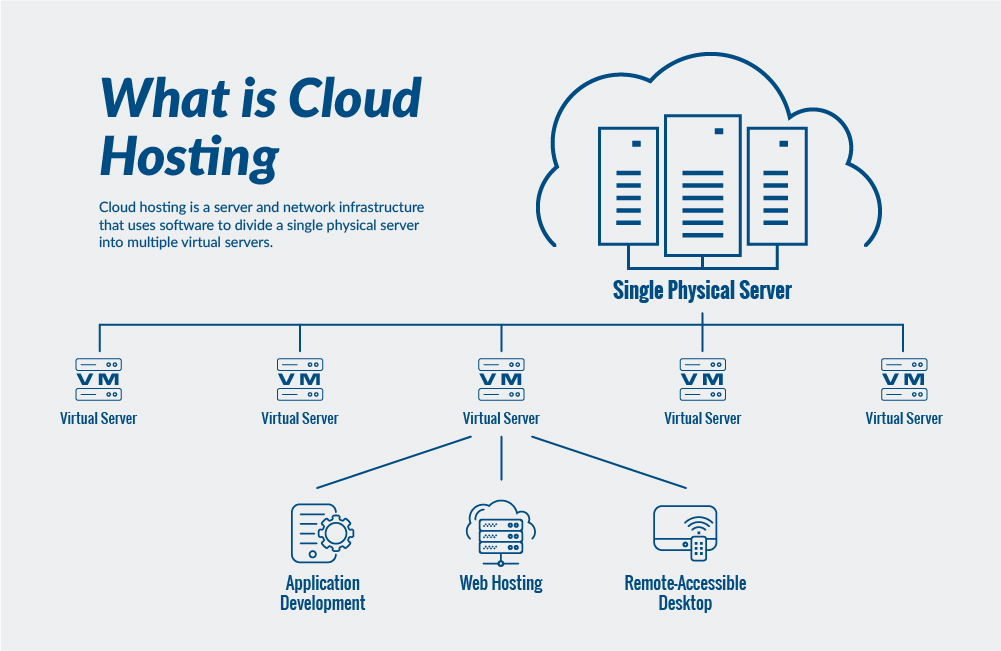 What is Cloud
Hosting
Cloud hosting is a server and network infrastructure
that uses software to divide a single physical server
into multiple virtual servers.
Single Physical Server
VM
VM
VM
VM
VM
Virtual Server
Virtual Server
Virtual Server
Virtual Server
Virtual Server
Application
Development
Web Hosting
Remote-Accessible
Desktop